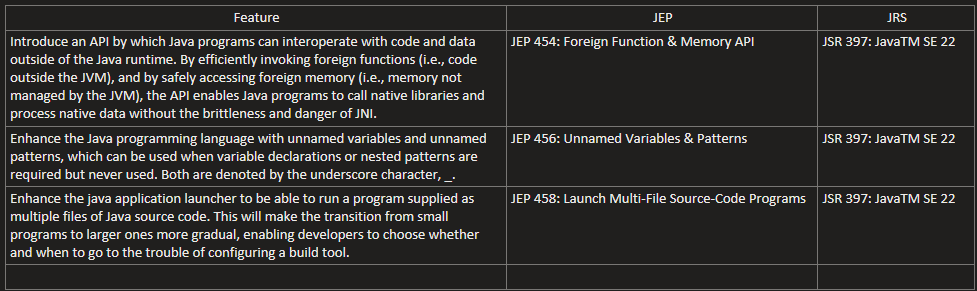 Feature JEP JRS
Introduce an API by which Java programs can interoperate with code and data
outside of the Java runtime. By efficiently invoking foreign functions (i.e., code
outside the JVM), and by safely accessing foreign memory (i.e., memory not
managed by the JVM), the API enables Java programs to call native libraries and
process native data without the brittleness and danger of JNI.
JEP 454: Foreign Function & Memory API
JSR 397: JavaTM SE 22
Enhance the Java programming language with unnamed variables and unnamed
patterns, which can be used when variable declarations or nested patterns are
required but never used. Both are denoted by the underscore character, _.
JEP 456: Unnamed Variables & Patterns
JSR 397: JavaTM SE 22
Enhance the java application launcher to be able to run a program supplied as
multiple files of Java source code. This will make the transition from small
programs to larger ones more gradual, enabling developers to choose whether
and when to go to the trouble of configuring a build tool.
JEP 458: Launch Multi-File Source-Code Programs
JSR 397: JavaTM SE 22